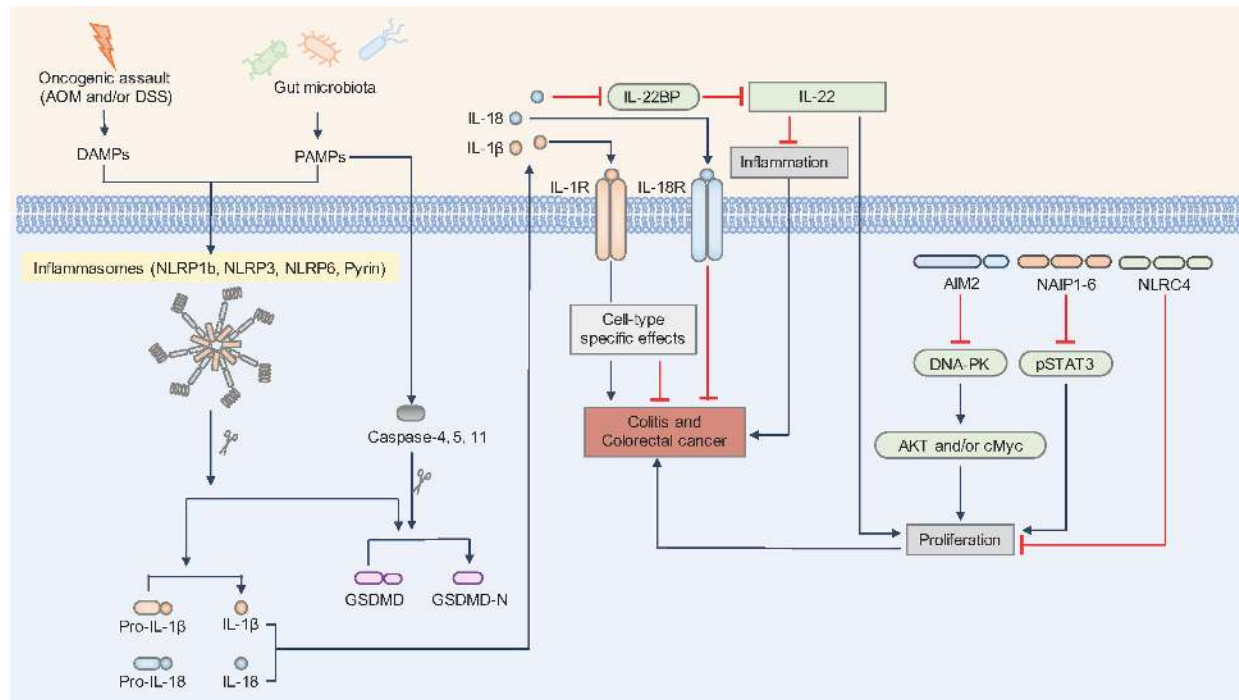 Oncogenic assault
(AOM and/or DSS)
Gut microbiota
DAMPs
PAMPs
IL-18
IL-1β
IL-22BP
IL-22
Inflammation
IL-1R
IL-18R
Inflammasomes (NLRP1b, NLRP3, NLRP6, Pyrin)
Cell-type
specific effects
AIM2
NAIP1-6
NLRC4
DNA-PK
pSTAT3
Colitis and
Colorectal cancer
Caspase-4, 5, 11
AKT and/or cMyc
Proliferation
GSDMD
GSDMD-N
Pro-IL-1β
IL-1β
Pro-IL-18
IL-18